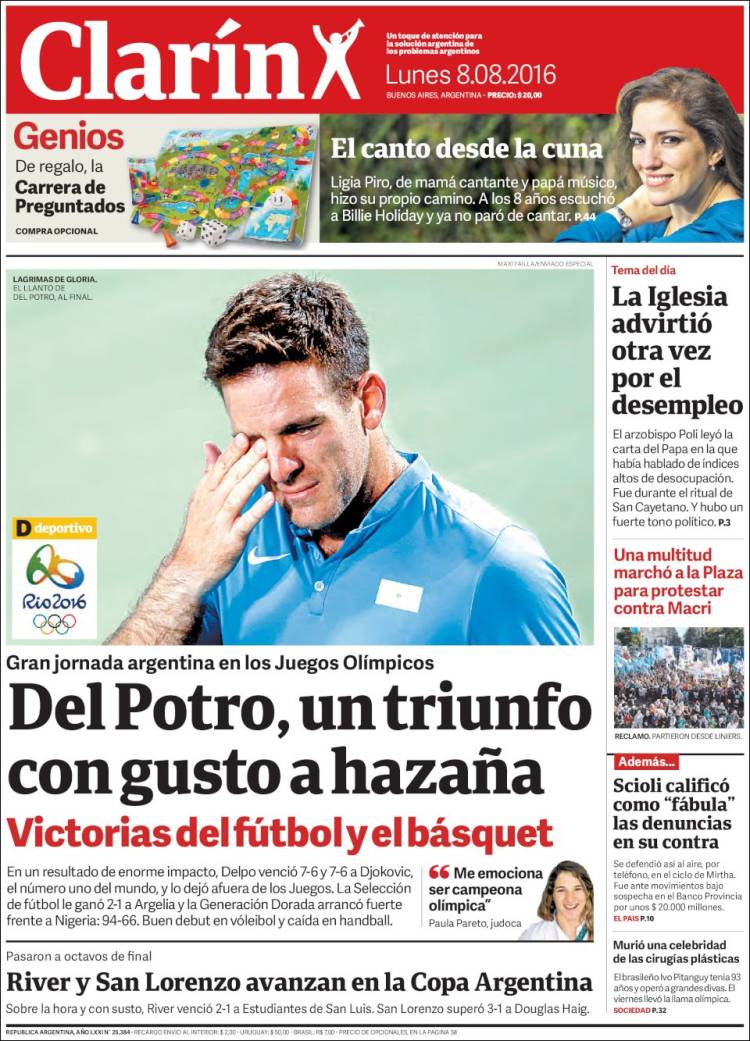 Clarín
Un toque de atención para
la solución argentina de
los problemas argentinos
Lunes 8.08.2016
BUENOS AIRES, ARGENTINA - PRECIO: $ 20,00
Genios
De regalo, la
Carrera de
Preguntados
COMPRA OPCIONAL
El canto desde la cuna
Ligia Piro, de mamá cantante y papá músico,
hizo su propio camino. A los 8 años escuchó
a Billie Holiday y ya no paró de cantar. P.44
MAXI FAILLA/ENVIADO ESPECIAL
LAGRIMAS DE GLORIA.
EL LLANTO DE
DEL POTRO, AL FINAL.
D deportivo
Rio2016
Gran jornada argentina en los Juegos Olímpicos
Del Potro, un triunfo
con gusto a hazaña
Victorias del fútbol y el básquet
En un resultado de enorme impacto, Delpo venció 7-6 y 7-6 a Djokovic,
el número uno del mundo, y lo dejó afuera de los Juegos. La Selección
de fútbol le ganó 2-1 a Argelia y la Generación Dorada arrancó fuerte
frente a Nigeria: 94-66. Buen debut en vóleibol y caída en handball.
“Me emociona
ser campeona
olímpica”
Paula Pareto, judoca
Pasaron a octavos de final
River y San Lorenzo avanzan en la Copa Argentina
Sobre la hora y con susto, River venció 2-1 a Estudiantes de San Luis. San Lorenzo superó 3-1 a Douglas Haig.
Tema del día
La Iglesia
advirtió
otra vez
por el
desempleo
El arzobispo Poli leyó la
carta del Papa en la que
había hablado de índices
altos de desocupación.
Fue durante el ritual de
San Cayetano. Y hubo un
fuerte tono político. P.3
Una multitud
marchó a la Plaza
para protestar
contra Macri
RECLAMO. PARTIERON DESDE LINIERS.
Además...
Scioli calificó
como “fábula”
las denuncias
en su contra
Se defendió así al aire, por
teléfono, en el ciclo de Mirtha.
Fue ante movimientos bajo
sospecha en el Banco Provincia
por unos $ 20.000 millones.
EL PAIS P.10
Murió una celebridad
de las cirugías plásticas
El brasileño Ivo Pitanguy tenía 93
años y operó a grandes divas. El
viernes llevó la llama olímpica.
SOCIEDAD P.32
REPUBLICA ARGENTINA, AÑO LXXI Nº 25.384 - RECARGO ENVIO AL INTERIOR: $ 2,00 - URUGUAY: $ 50,00 - BRASIL: R$ 7,00 - PRECIO DE OPCIONALES, EN LA PAGINA 58